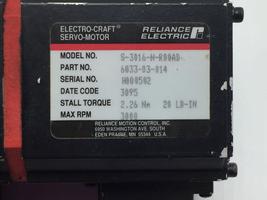 ELECTRO-CRAFT®
SERVO-MOTOR
RELIANCE
ELECTRIC
MODEL NO. S-3016-N-R00AD
PART NO. 6033-03-014
SERIAL NO. H000502
DATE CODE 3095
STALL TORQUE 2.26 Nm 20 LB-IN
MAX RPM 3000
RELIANCE MOTION CONTROL, INC.
6950 WASHINGTON AVE. SOUTH
EDEN PRAIRIE, MN 55344 U.S.A.